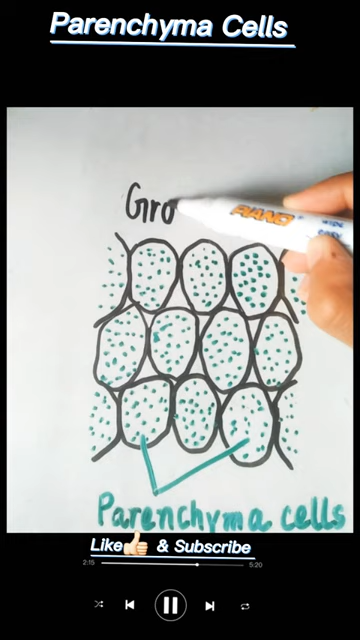 Parenchyma Cells
Gro
PIANO
Parenchyma cells
Like👍🏻 & Subscribe
2:15
5:20